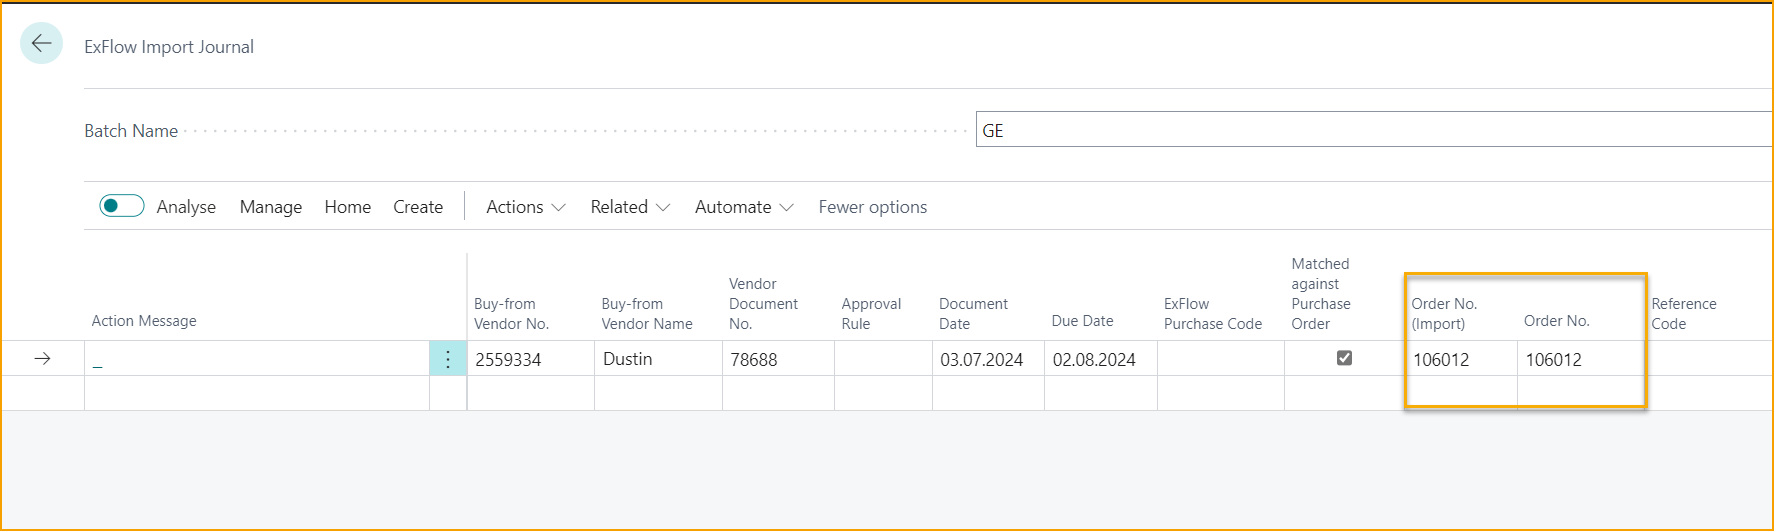 ExFlow Import Journal
Batch Name
GE
Analyse Manage Home Create Actions Related Automate Fewer options
Action Message
Buy-from
Vendor No.
Buy-from
Vendor Name
Vendor
Document
No.
Approval
Rule
Document
Date
Due Date
ExFlow
Purchase Code
Matched
against
Purchase
Order
Order No.
(Import)
Order No.
Reference
Code
_ 2559334 Dustin 78688 03.07.2024 02.08.2024 106012 106012